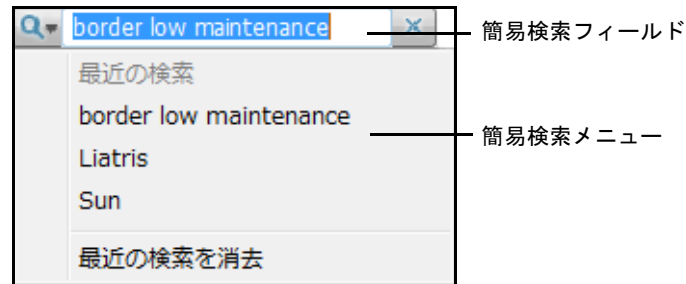 border low maintenance
簡易検索フィールド
最近の検索
border low maintenance
簡易検索メニュー
Liatris
Sun
最近の検索を消去